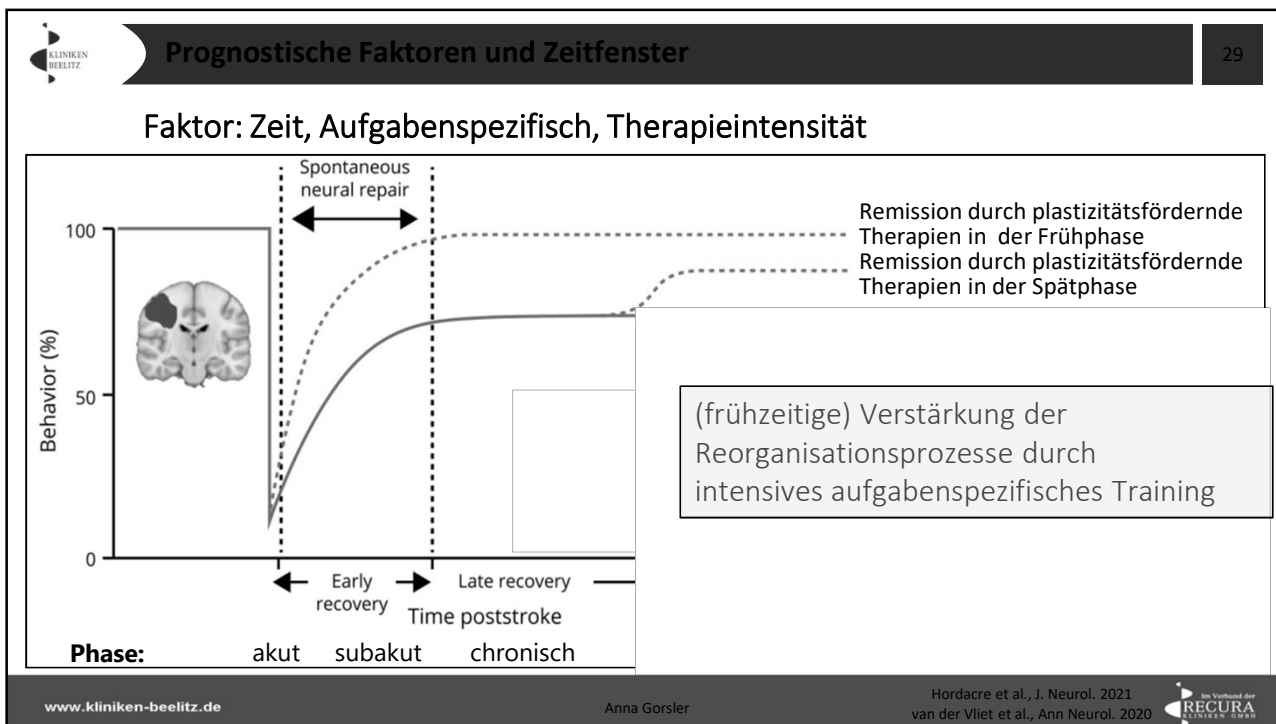 KLINIKEN
BEELITZ
Prognostische Faktoren und Zeitfenster
29
Faktor: Zeit, Aufgabenspezifisch, Therapieintensität
Spontaneous
neural repair
100
50
0
Behavior (%)
Remission durch plastizitätsfördernde
Therapien in der Frühphase
Remission durch plastizitätsfördernde
Therapien in der Spätphase
(frühzeitige) Verstärkung der
Reorganisationsprozesse durch
intensives aufgabenspezifisches Training
Early
recovery
Late recovery
Time poststroke
Phase: akut subakut chronisch
www.kliniken-beelitz.de
Anna Gorsler
Hordacre et al., J. Neurol. 2021
van der Vliet et al., Ann Neurol. 2020
Im Verbund der
RECURA
KLINIKEN GMBH